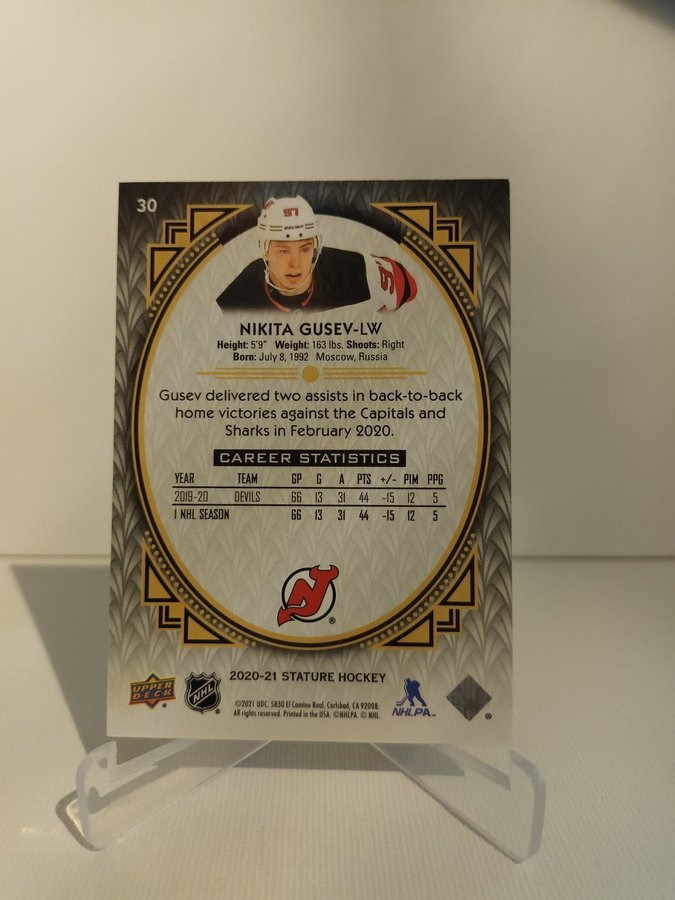 30
97
NIKITA GUSEV-LW
Height: 5'9" Weight: 163 lbs. Shoots: Right
Born: July 8, 1992 Moscow, Russia
Gusev delivered two assists in back-to-back
home victories against the Capitals and
Sharks in February 2020.
CAREER STATISTICS
YEAR TEAM GP G A PTS +/- PIM PPG
2019-20 DEVILS 66 13 31 44 -15 12 5
1 NHL SEASON 66 13 31 44 -15 12 5
®
2020-21 STATURE HOCKEY
UPPER DECK ® NHL ©2021 UDC. 5830 El Camino Real, Carlsbad, CA 92008.
All rights reserved. Printed in the USA. ©NHLPA. © NHL. NHLPA™ ®